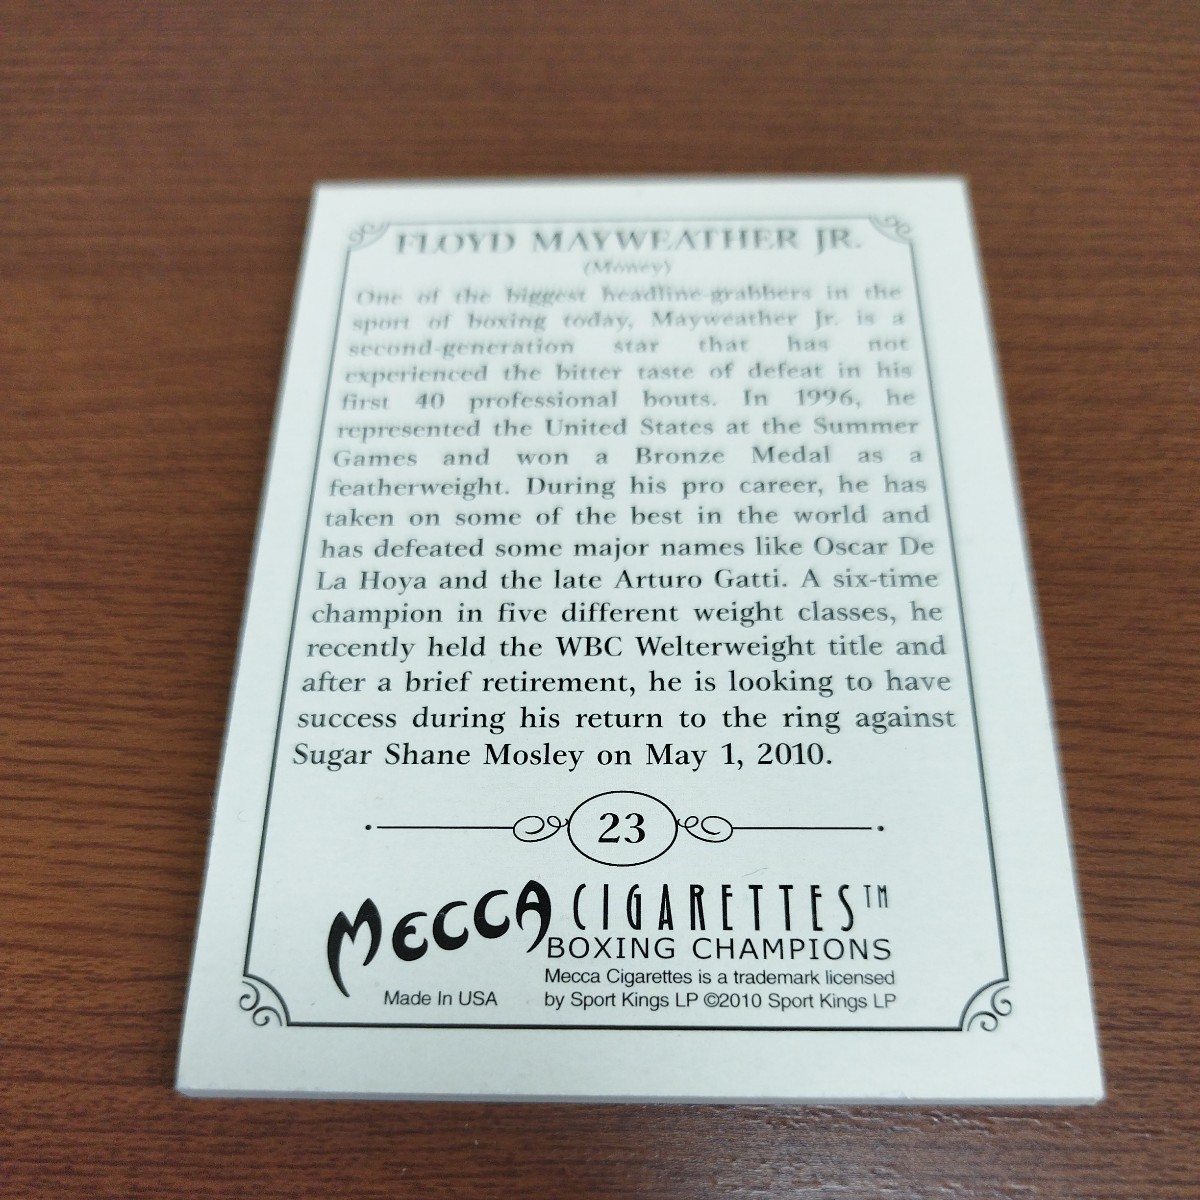 FLOYD MAYWEATHER JR.
(Money)
One of the biggest headline-grabbers in the
sport of boxing today, Mayweather Jr. is a
second-generation star that has not
experienced the bitter taste of defeat in his
first 40 professional bouts. In 1996, he
represented the United States at the Summer
Games and won a Bronze Medal as a
featherweight. During his pro career, he has
taken on some of the best in the world and
has defeated some major names like Oscar De
La Hoya and the late Arturo Gatti. A six-time
champion in five different weight classes, he
recently held the WBC Welterweight title and
after a brief retirement, he is looking to have
success during his return to the ring against
Sugar Shane Mosley on May 1, 2010.
23
MECCA CIGARETTES™
BOXING CHAMPIONS
Mecca Cigarettes is a trademark licensed
Made In USA by Sport Kings LP ©2010 Sport Kings LP